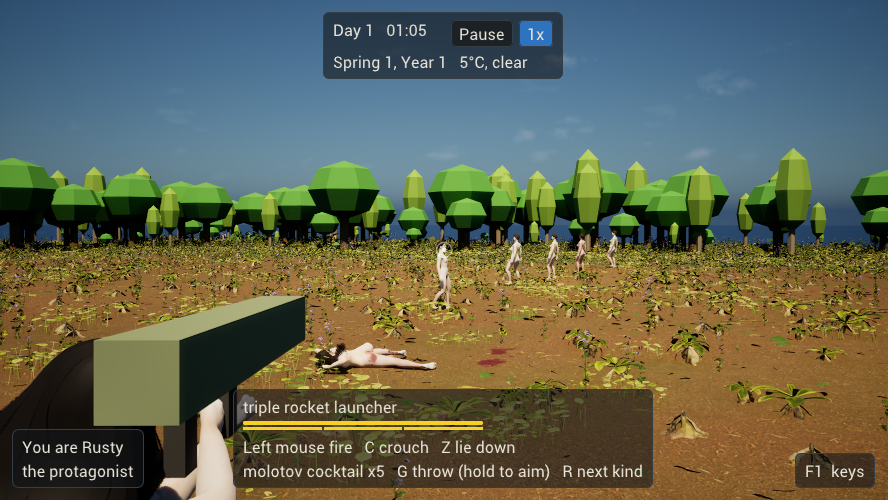 Day 1 01:05 Pause 1x
Spring 1, Year 1 5°C, clear
triple rocket launcher
Left mouse fire C crouch Z lie down
molotov cocktail x5 G throw (hold to aim) R next kind
You are Rusty
the protagonist
F1 keys